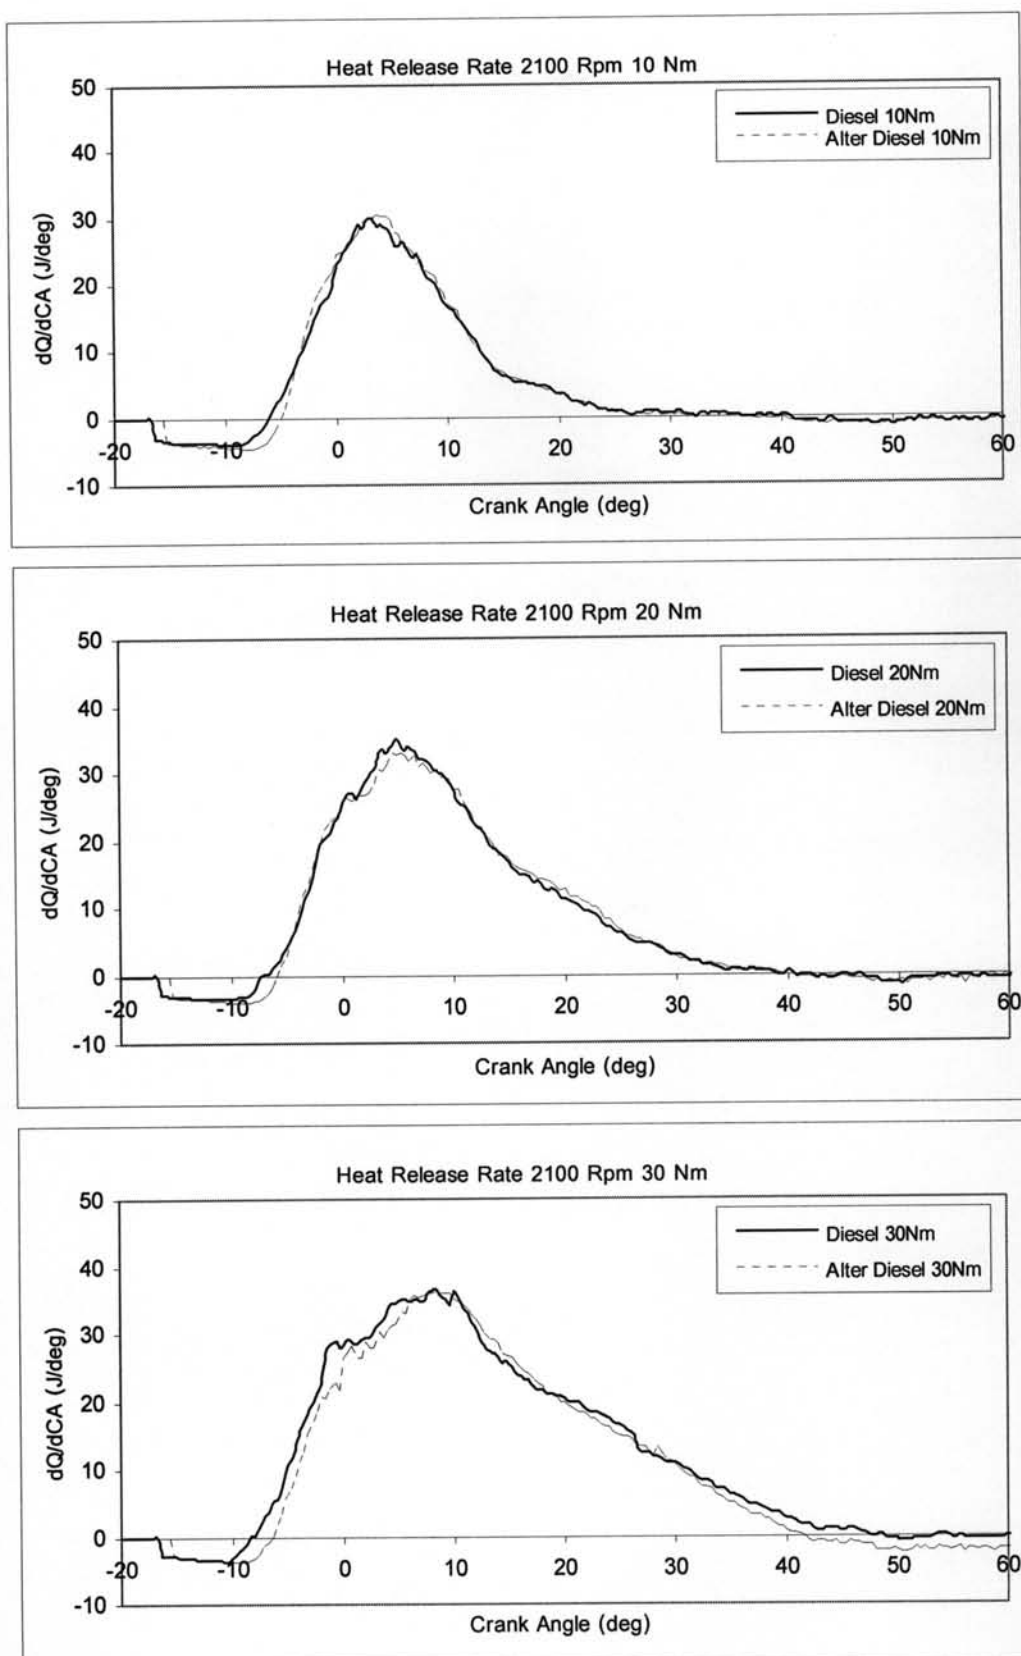 Heat Release Rate 2100 Rpm 10 Nm
50
40
30
20
10
0
-10
dQ/dCA (J/deg)
Diesel 10Nm
Alter Diesel 10Nm
-20 -10 0 10 20 30 40 50 60
Crank Angle (deg)
Heat Release Rate 2100 Rpm 20 Nm
50
40
30
20
10
0
-10
dQ/dCA (J/deg)
Diesel 20Nm
Alter Diesel 20Nm
-20 -10 0 10 20 30 40 50 60
Crank Angle (deg)
Heat Release Rate 2100 Rpm 30 Nm
50
40
30
20
10
0
-10
dQ/dCA (J/deg)
Diesel 30Nm
Alter Diesel 30Nm
-20 -10 0 10 20 30 40 50 60
Crank Angle (deg)